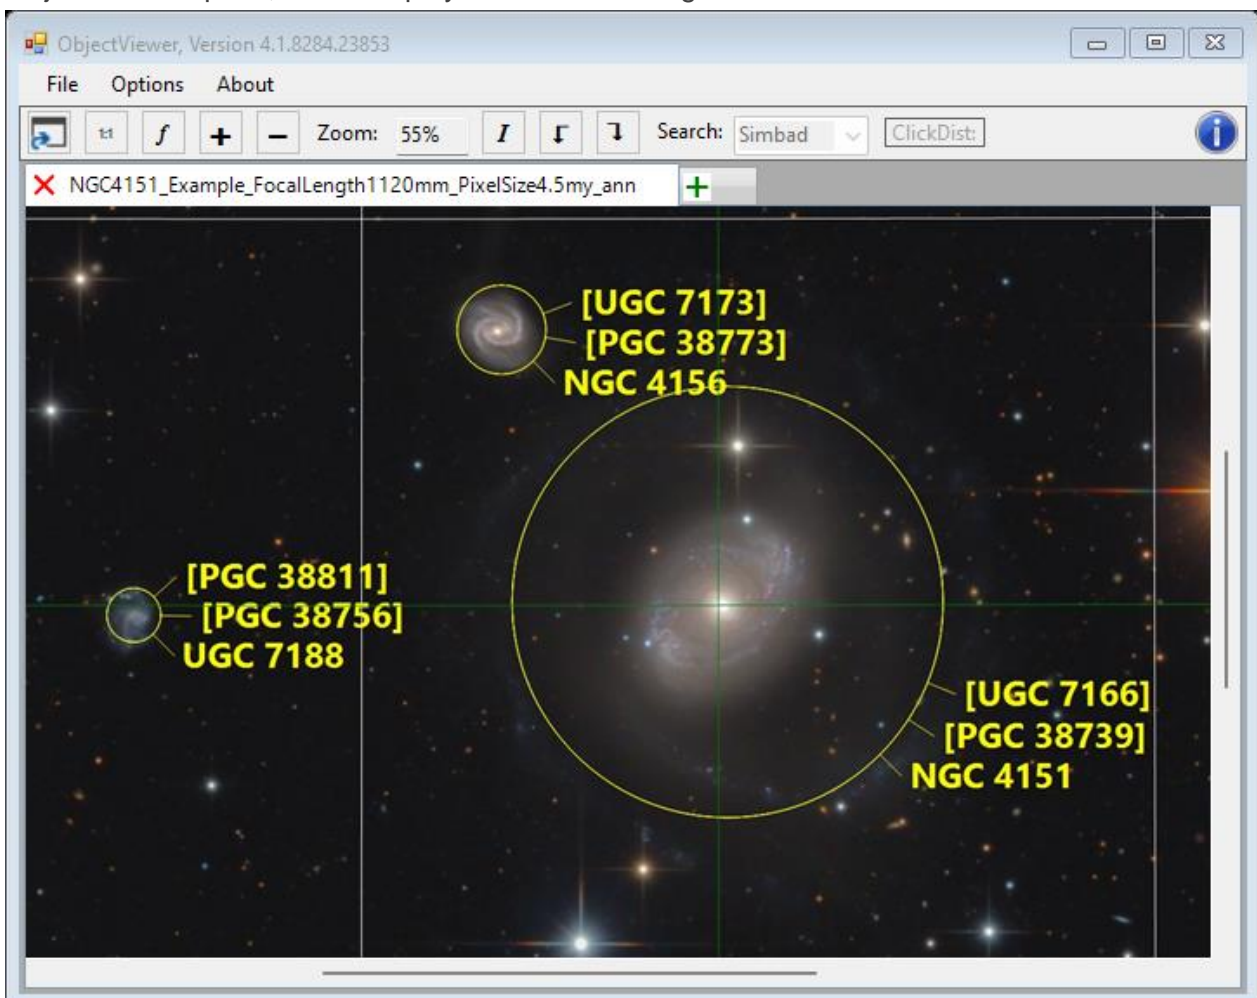 ObjectViewer, Version 4.1.8284.23853
File Options About
1:1 f + − Zoom: 55% I Search: Simbad ClickDist: i
NGC4151_Example_FocalLength1120mm_PixelSize4.5my_ann
[UGC 7173]
[PGC 38773]
NGC 4156
[PGC 38811]
[PGC 38756]
UGC 7188
[UGC 7166]
[PGC 38739]
NGC 4151